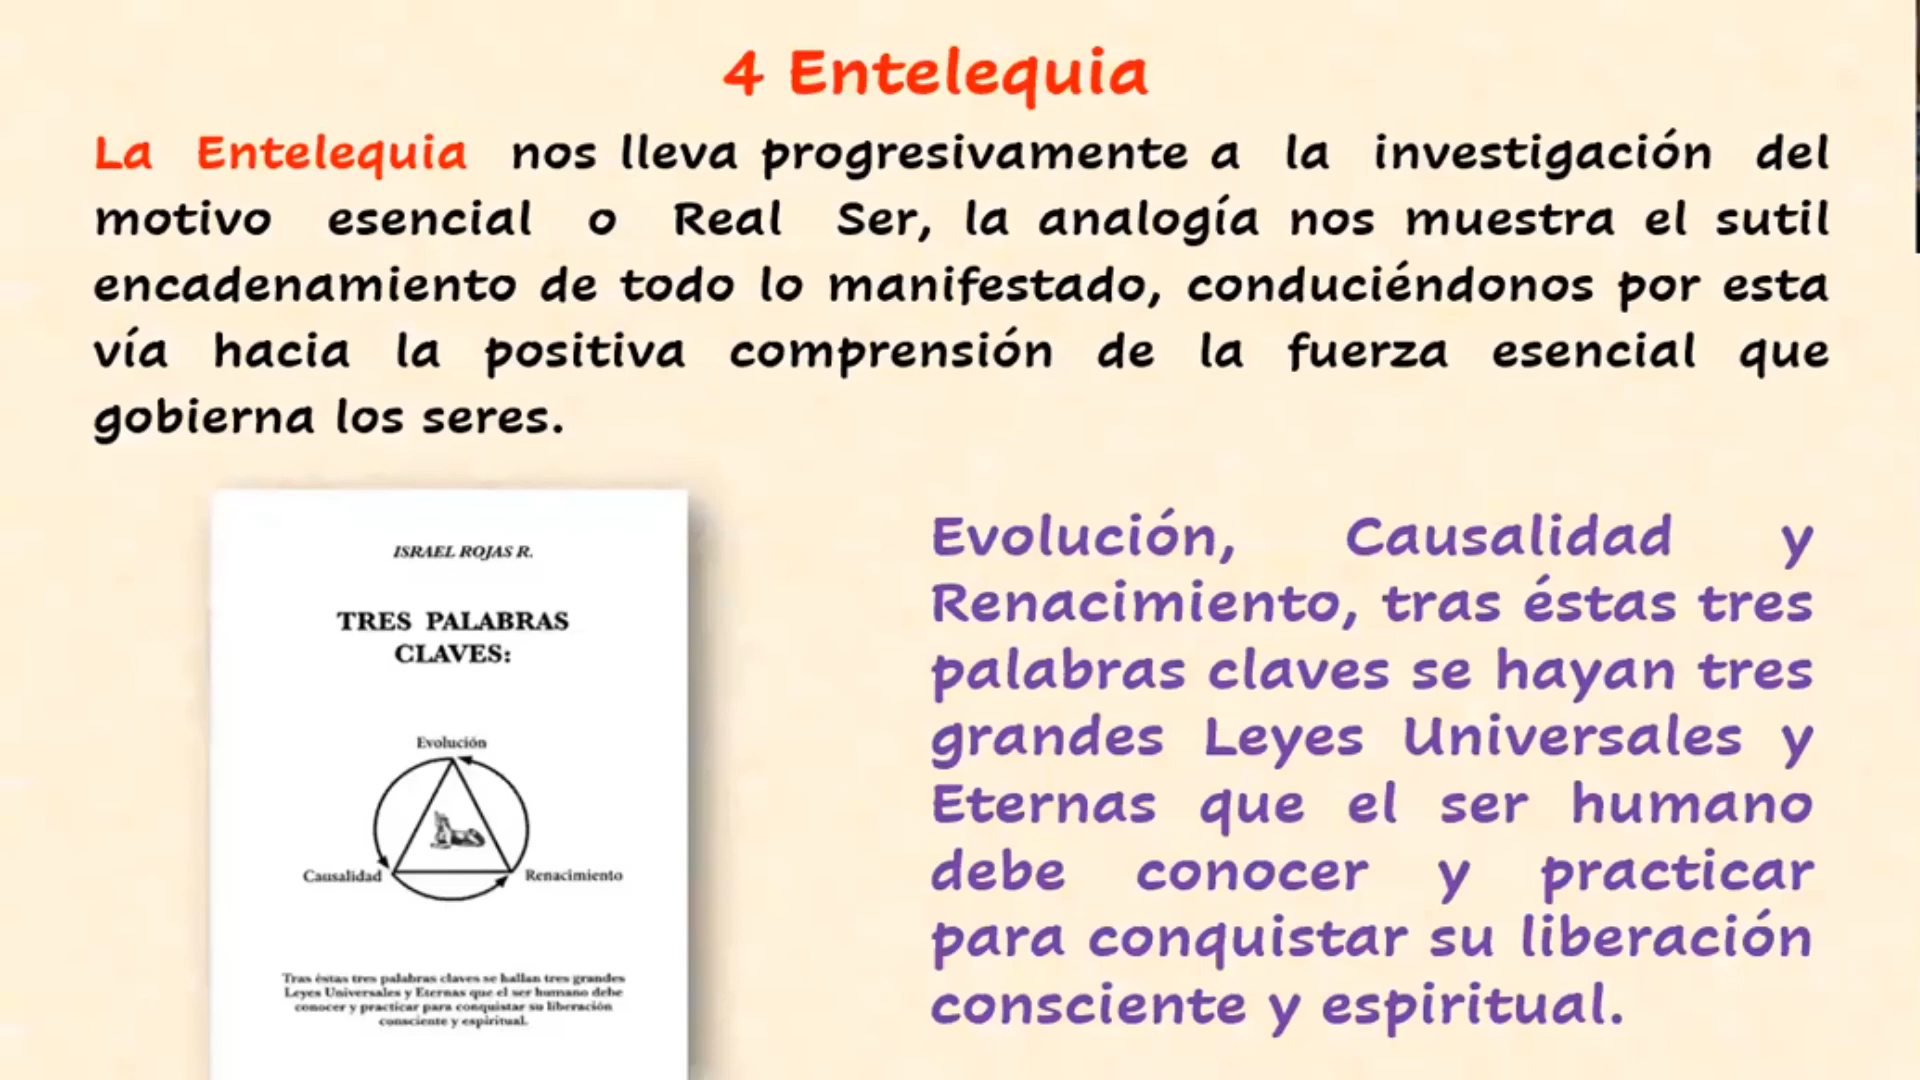 4 Entelequia
La Entelequia nos lleva progresivamente a la investigación del
motivo esencial o Real Ser, la analogía nos muestra el sutil
encadenamiento de todo lo manifestado, conduciéndonos por esta
vía hacia la positiva comprensión de la fuerza esencial que
gobierna los seres.
ISRAEL ROJAS R.
TRES PALABRAS
CLAVES:
Evolución
Causalidad
Renacimiento
Tras éstas tres palabras claves se hallan tres grandes
Leyes Universales y Eternas que el ser humano debe
conocer y practicar para conquistar su liberación
consciente y espiritual.
Evolución, Causalidad y
Renacimiento, tras éstas tres
palabras claves se hayan tres
grandes Leyes Universales y
Eternas que el ser humano
debe conocer y practicar
para conquistar su liberación
consciente y espiritual.